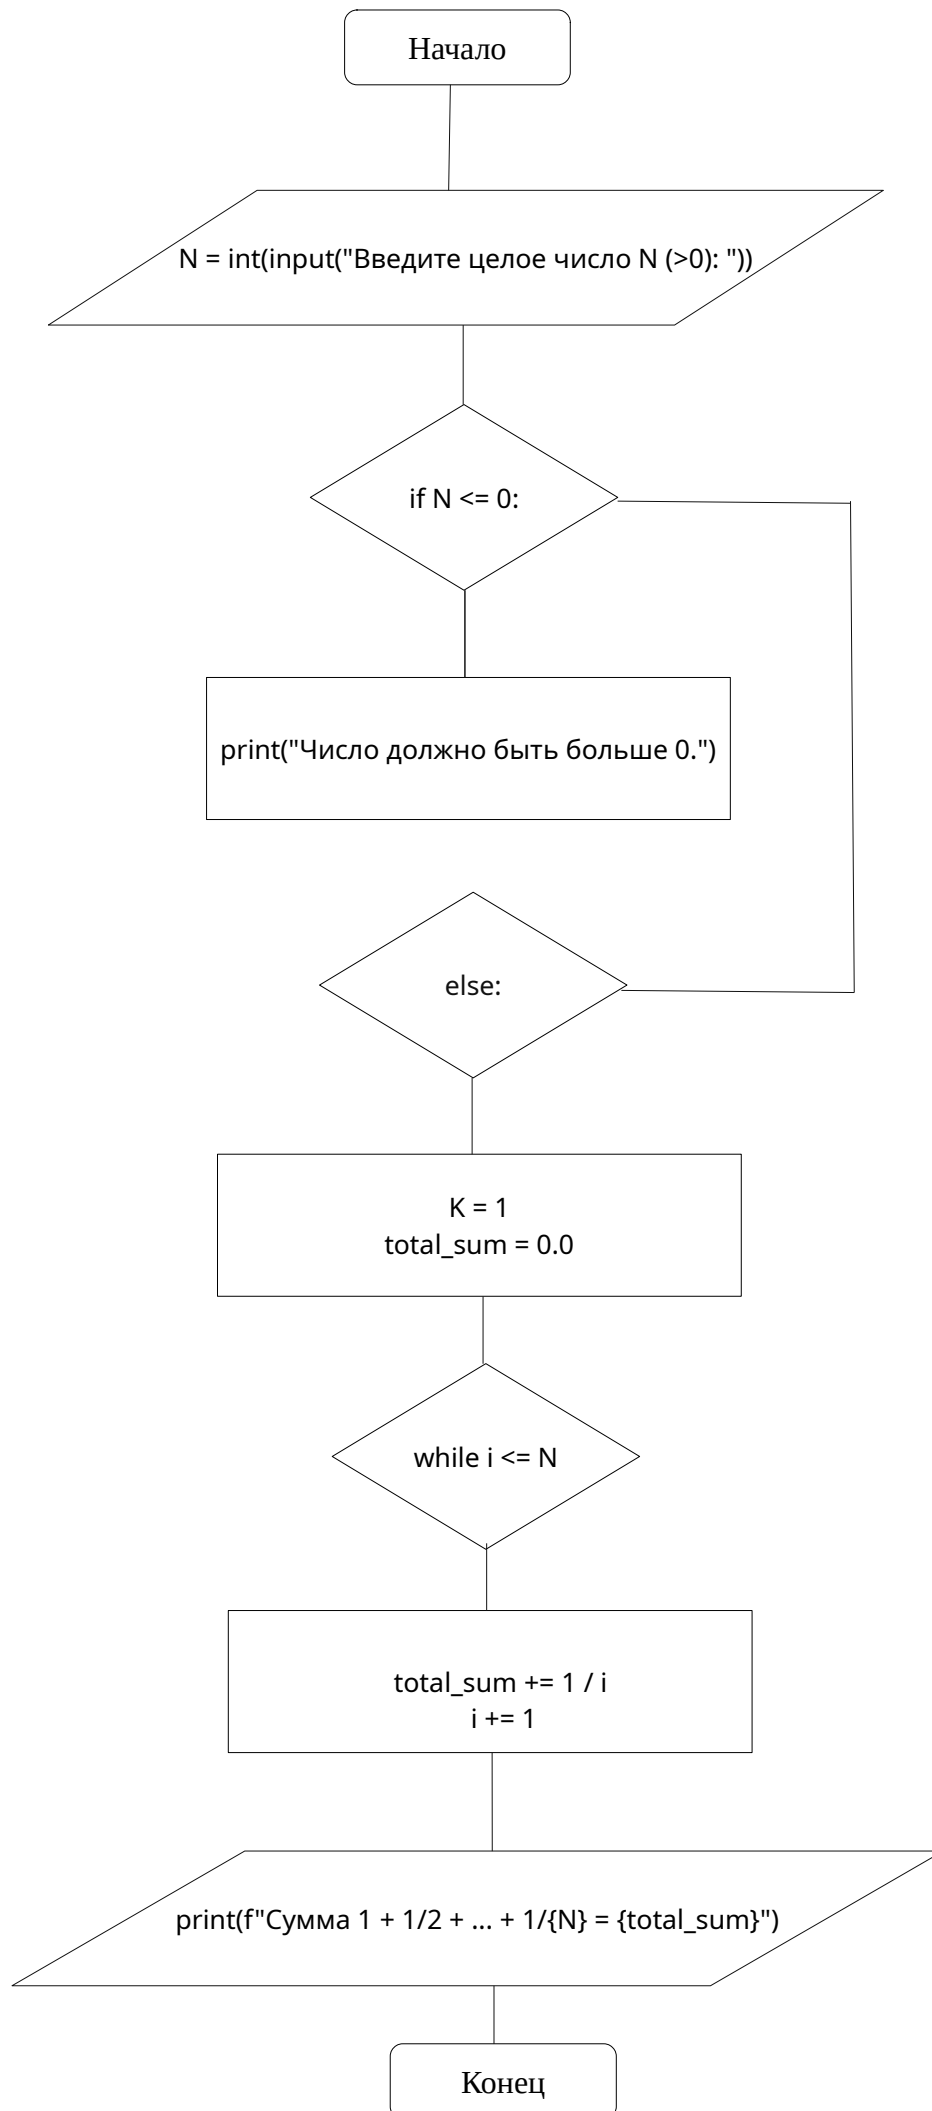 Начало
N = int(input("Введите целое число N (>0): "))
if N <= 0:
print("Число должно быть больше 0.")
else:
K = 1
total_sum = 0.0
while i <= N
total_sum += 1 / i
i += 1
print(f"Сумма 1 + 1/2 + ... + 1/{N} = {total_sum}")
Конец